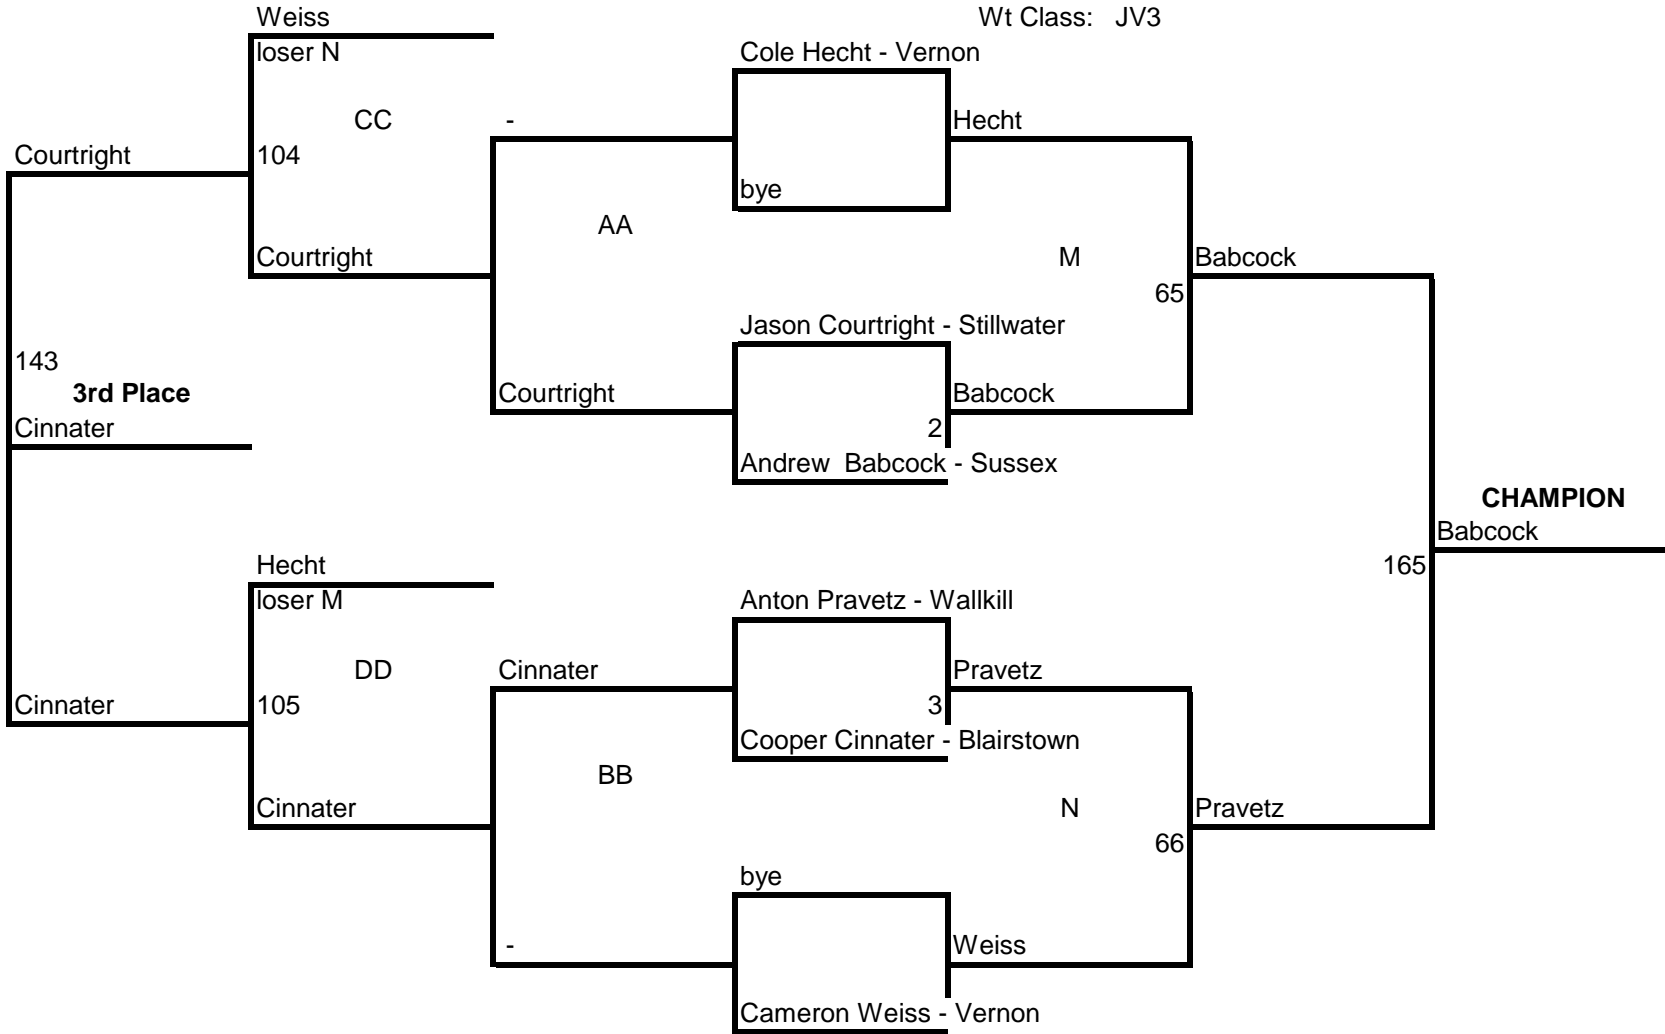 Weiss
Wt Class: JV3
loser N
Cole Hecht - Vernon
CC
-
Hecht
Courtright
104
bye
AA
Courtright
M
Babcock
65
Jason Courtright - Stillwater
143
3rd Place
Courtright
Babcock
Cinnater
2
Andrew  Babcock - Sussex
CHAMPION
Babcock
Hecht
165
loser M
Anton Pravetz - Wallkill
DD
Cinnater
Pravetz
Cinnater
105
3
Cooper Cinnater - Blairstown
BB
Cinnater
N
Pravetz
66
bye
-
Weiss
Cameron Weiss - Vernon